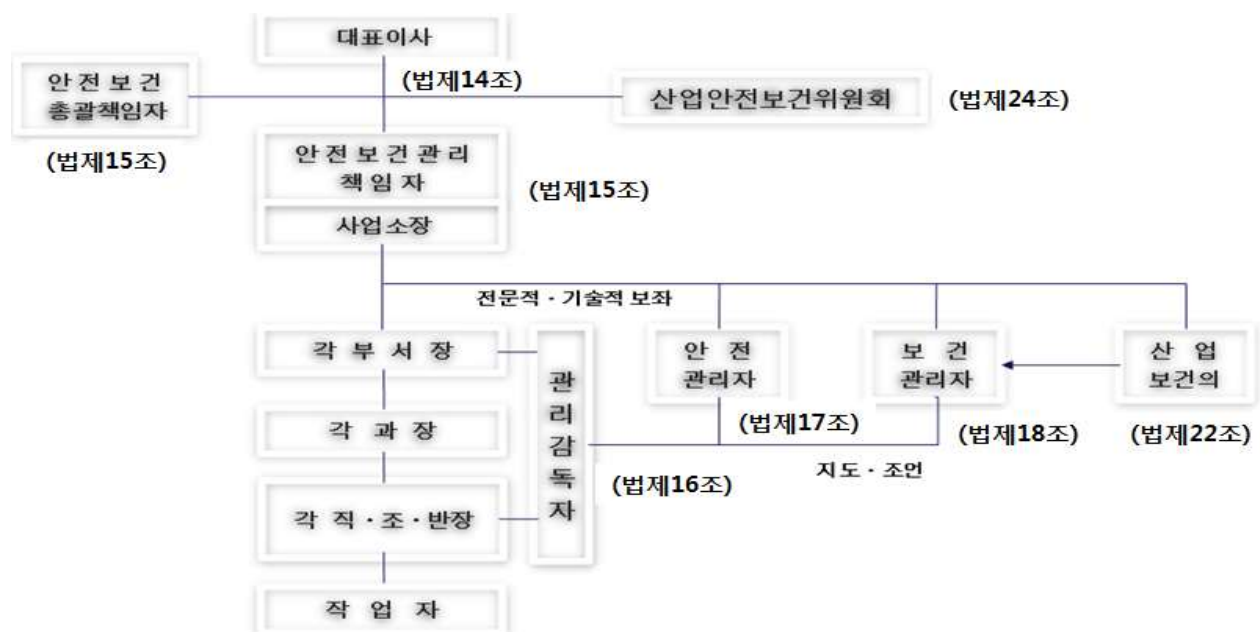 대표이사
(법제14조)
안 전 보 건
총괄책임자
(법제15조)
산업안전보건위원회
(법제24조)
안 전 보 건 관 리
책 임 자
(법제15조)
사업소장
전문적 · 기술적 보좌
각 부 서 장
각 과 장
각 직 · 조 · 반장
작 업 자
관
리
감
독
자
(법제16조)
안 전
관리자
(법제17조)
보 건
관리자
(법제18조)
산 업
보건의
(법제22조)
지도 · 조언